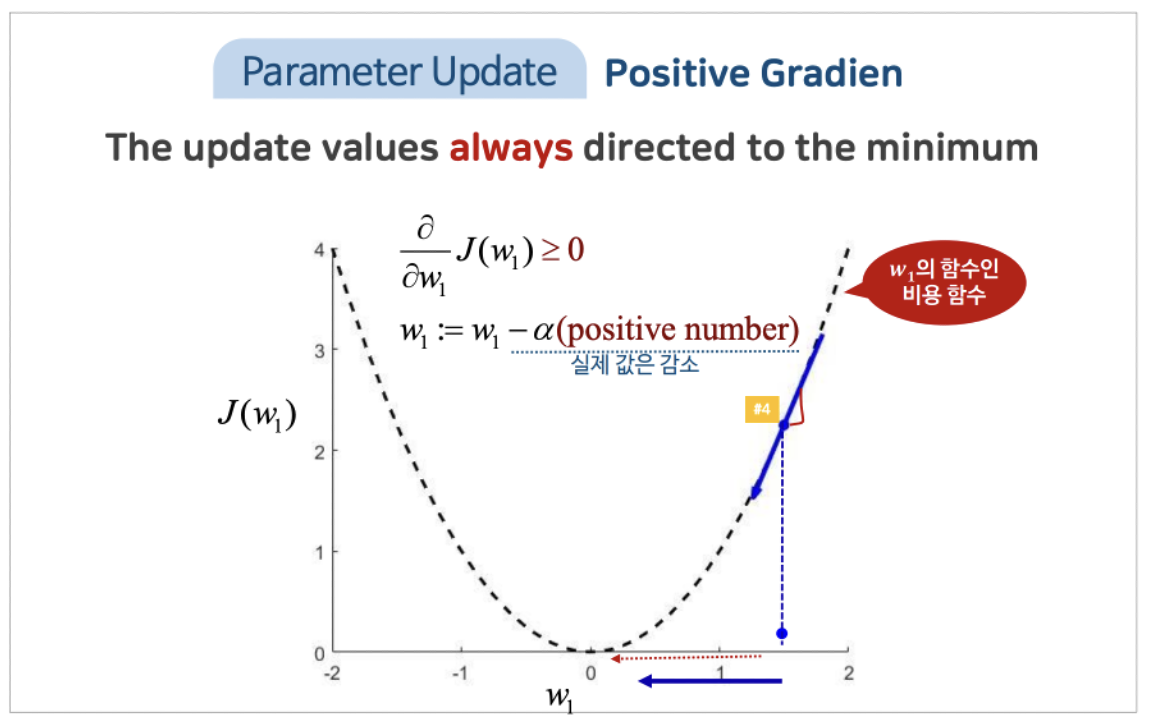 Parameter Update Positive Gradien
The update values always directed to the minimum
∂/∂w₁ J(w₁) ≥ 0
w₁ := w₁ − α(positive number)
실제 값은 감소
w₁의 함수인
비용 함수
#4
J(w₁)
4
3
2
1
0
-2 -1 0 1 2
w₁